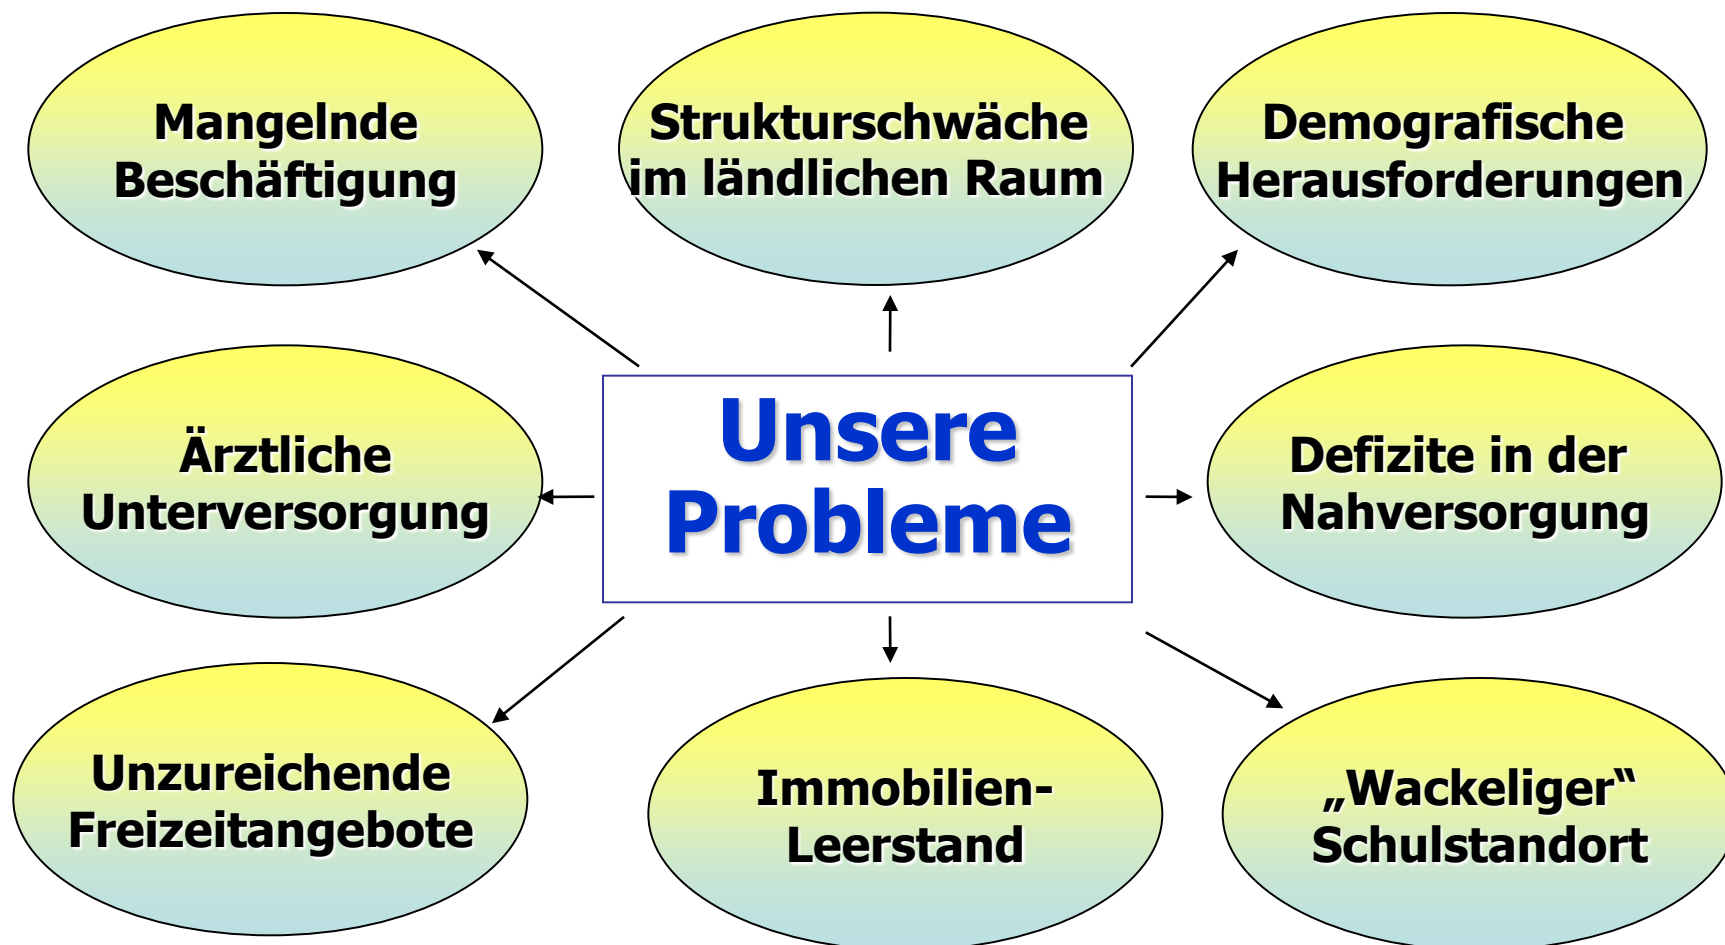 Mangelnde
Beschäftigung
Strukturschwäche
im ländlichen Raum
Demografische
Herausforderungen
Ärztliche
Unterversorgung
Unsere
Probleme
Defizite in der
Nahversorgung
Unzureichende
Freizeitangebote
Immobilien-
Leerstand
„Wackeliger“
Schulstandort